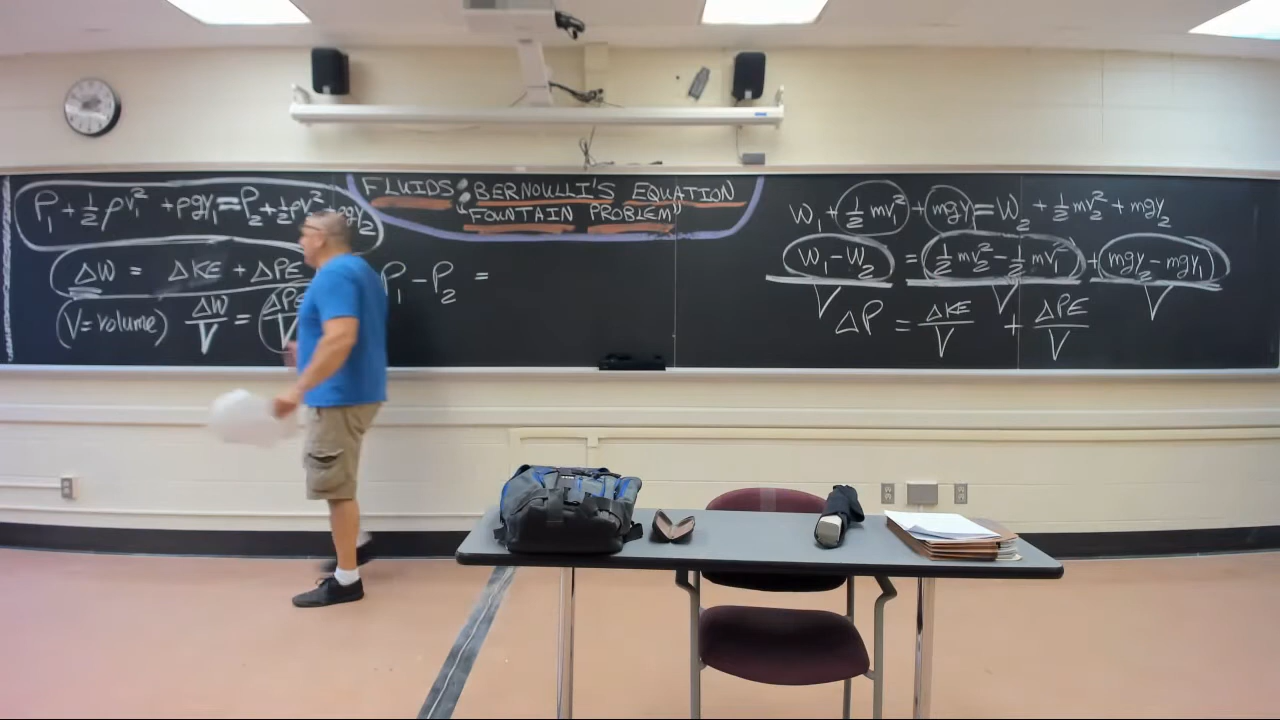 P₁ + ½ρv₁² + ρgy₁ = P₂ + ½ρv₂² gy₂
ΔW = ΔKE + ΔPE
(V = volume) ΔW/V = ΔPE/V
FLUIDS: BERNOULLI'S EQUATION
"FOUNTAIN PROBLEM"
P₁ - P₂ =
W₁ + ½mv₁² + mgy₁ = W₂ + ½mv₂² + mgy₂
W₁ - W₂ = ½mv₂² - ½mv₁² + mgy₂ - mgy₁
V V V
ΔP = ΔKE/V + ΔPE/V